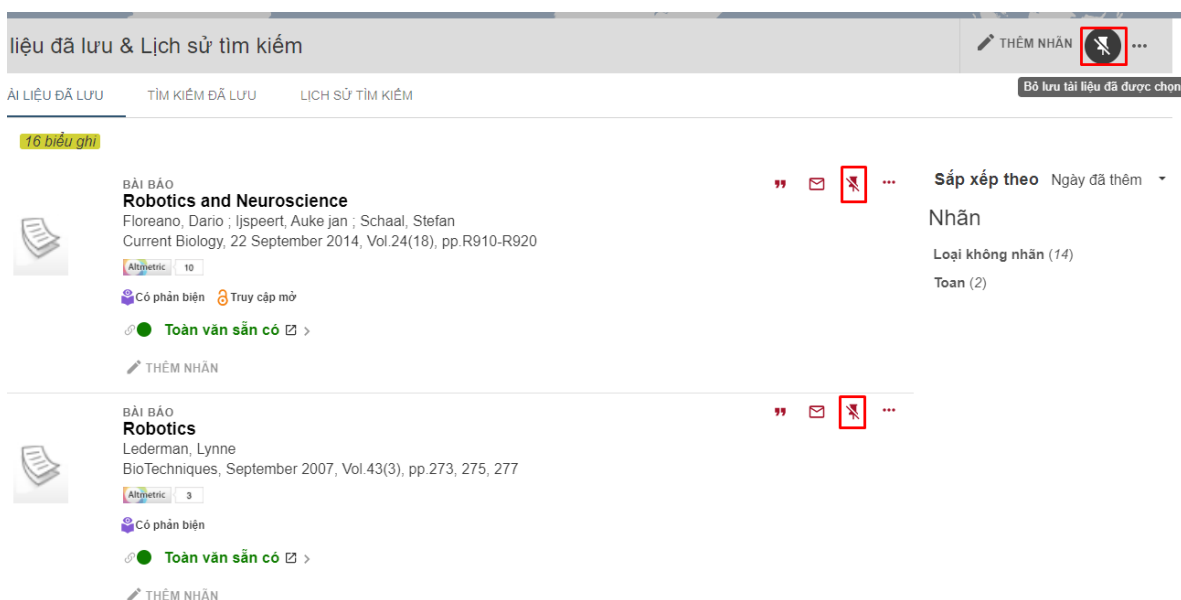 liệu đã lưu & Lịch sử tìm kiếm
THÊM NHÃN
Bỏ lưu tài liệu đã được chọn
ÀI LIỆU ĐÃ LƯU TÌM KIẾM ĐÃ LƯU LỊCH SỬ TÌM KIẾM
16 biểu ghi
BÀI BÁO
Robotics and Neuroscience
Floreano, Dario ; Ijspeert, Auke jan ; Schaal, Stefan
Current Biology, 22 September 2014, Vol.24(18), pp.R910-R920
Altmetric 10
Có phản biện Truy cập mở
Toàn văn sẵn có
THÊM NHÃN
Sắp xếp theo Ngày đã thêm
Nhãn
Loại không nhãn (14)
Toan (2)
BÀI BÁO
Robotics
Lederman, Lynne
BioTechniques, September 2007, Vol.43(3), pp.273, 275, 277
Altmetric 3
Có phản biện
Toàn văn sẵn có
THÊM NHÃN